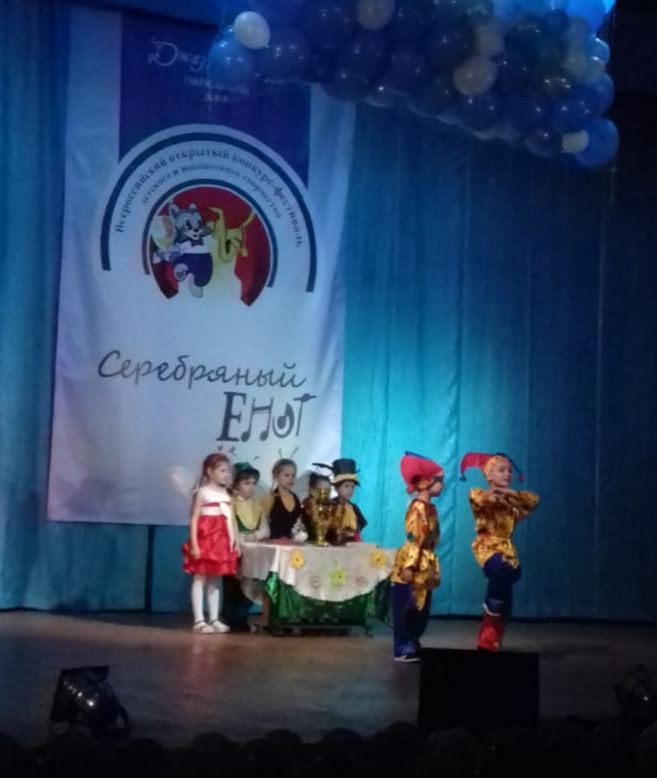 Всероссийский открытый конкурс-фестиваль
детского и юношеского творчества
Серебряный
ЕНОТ